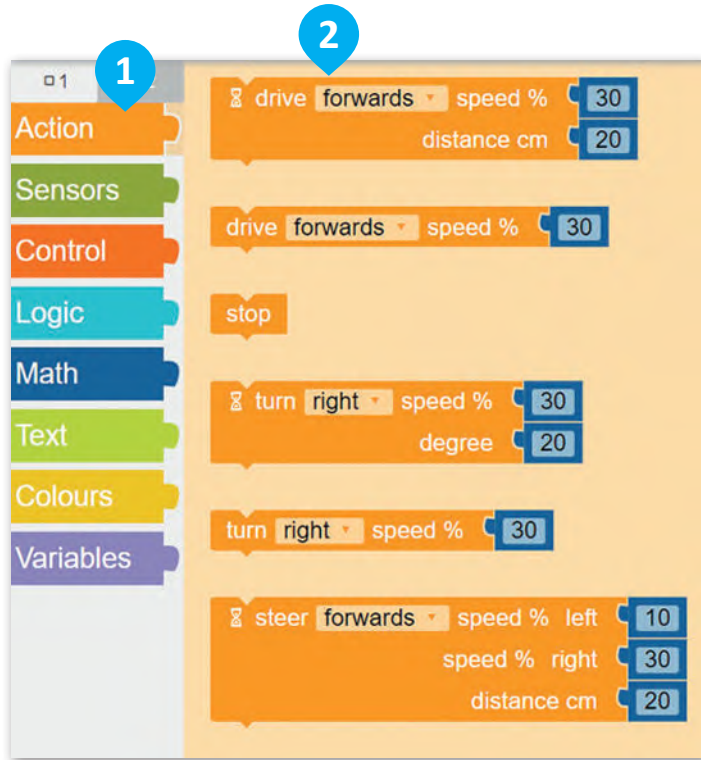 1
2
1
Action
Sensors
Control
Logic
Math
Text
Colours
Variables
drive forwards speed % 30
distance cm 20
drive forwards speed % 30
stop
turn right speed % 30
degree 20
turn right speed % 30
steer forwards speed % left 10
speed % right 30
distance cm 20